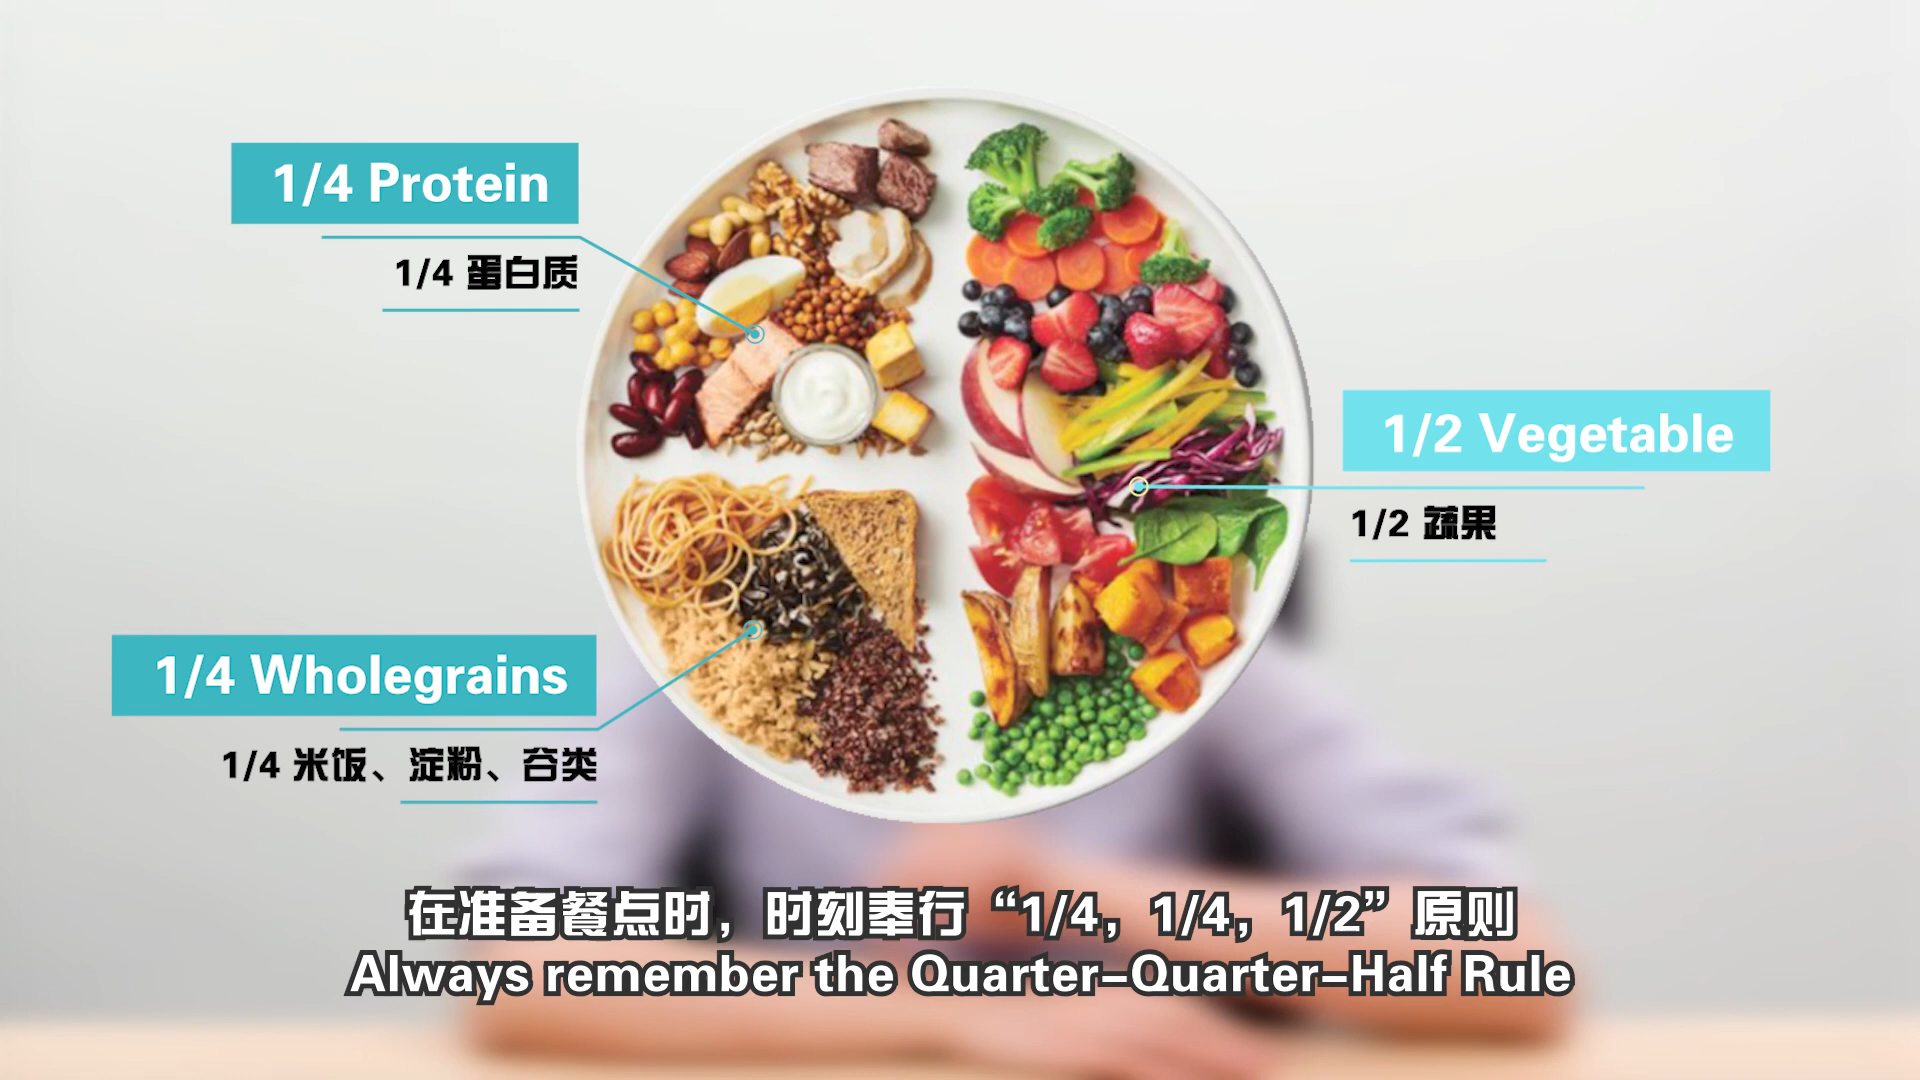 1/4 Protein
1/4 蛋白质
1/2 Vegetable
1/2 蔬果
1/4 Wholegrains
1/4 米饭、淀粉、谷类
在准备餐点时，时刻奉行“1/4，1/4，1/2”原则
Always remember the Quarter-Quarter-Half Rule